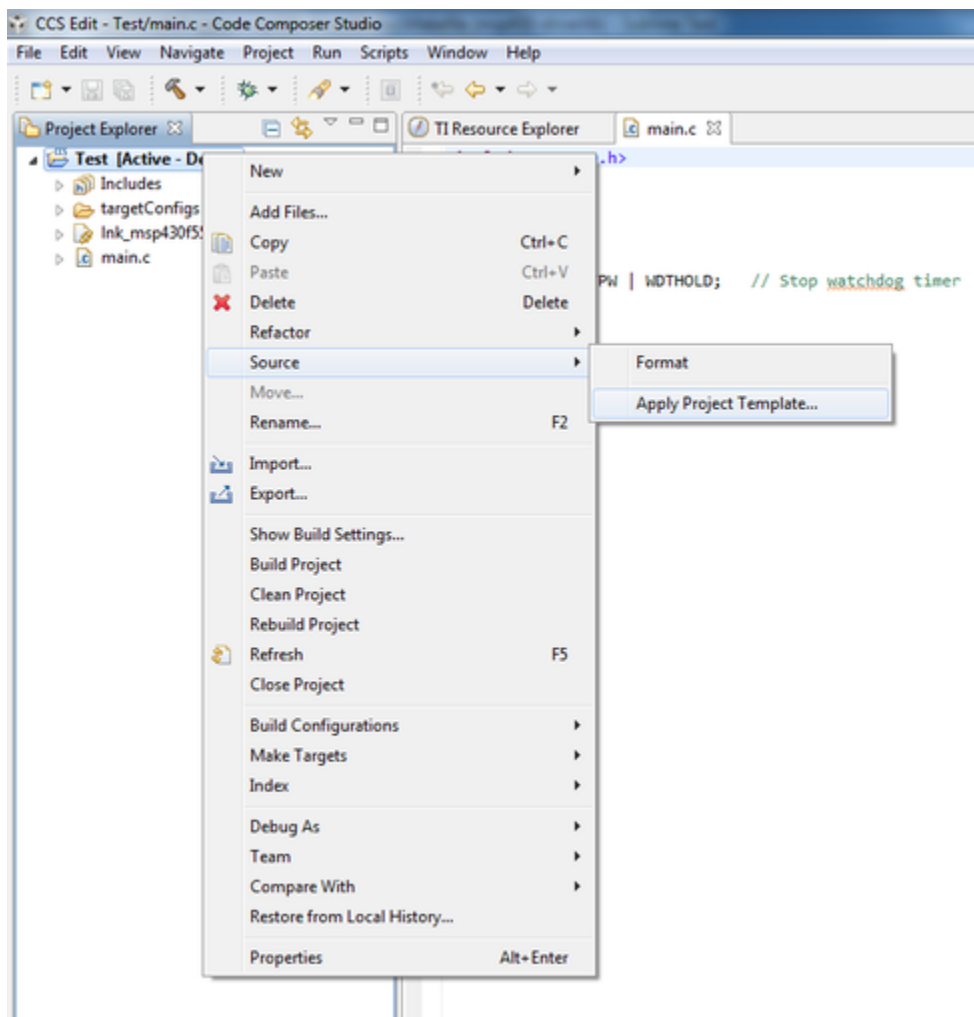 CCS Edit - Test/main.c - Code Composer Studio
File Edit View Navigate Project Run Scripts Window Help
Project Explorer
TI Resource Explorer main.c
Test [Active - De
.h>
Includes
targetConfigs
lnk_msp430f55
main.c
PW | WDTHOLD; // Stop watchdog timer
New
Add Files...
Copy Ctrl+C
Paste Ctrl+V
Delete Delete
Refactor
Source
Move...
Rename... F2
Import...
Export...
Show Build Settings...
Build Project
Clean Project
Rebuild Project
Refresh F5
Close Project
Build Configurations
Make Targets
Index
Debug As
Team
Compare With
Restore from Local History...
Properties Alt+Enter
Format
Apply Project Template...